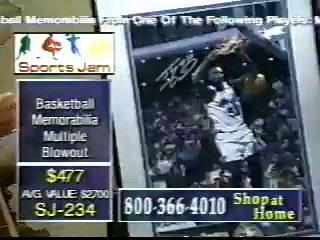 ball Memorabilia From One Of The Following Players: M
Sports Jam
Basketball
Memorabilia
Multiple
Blowout
$477
AVG. VALUE: $2700
SJ-234
800-366-4010
Shop at
Home